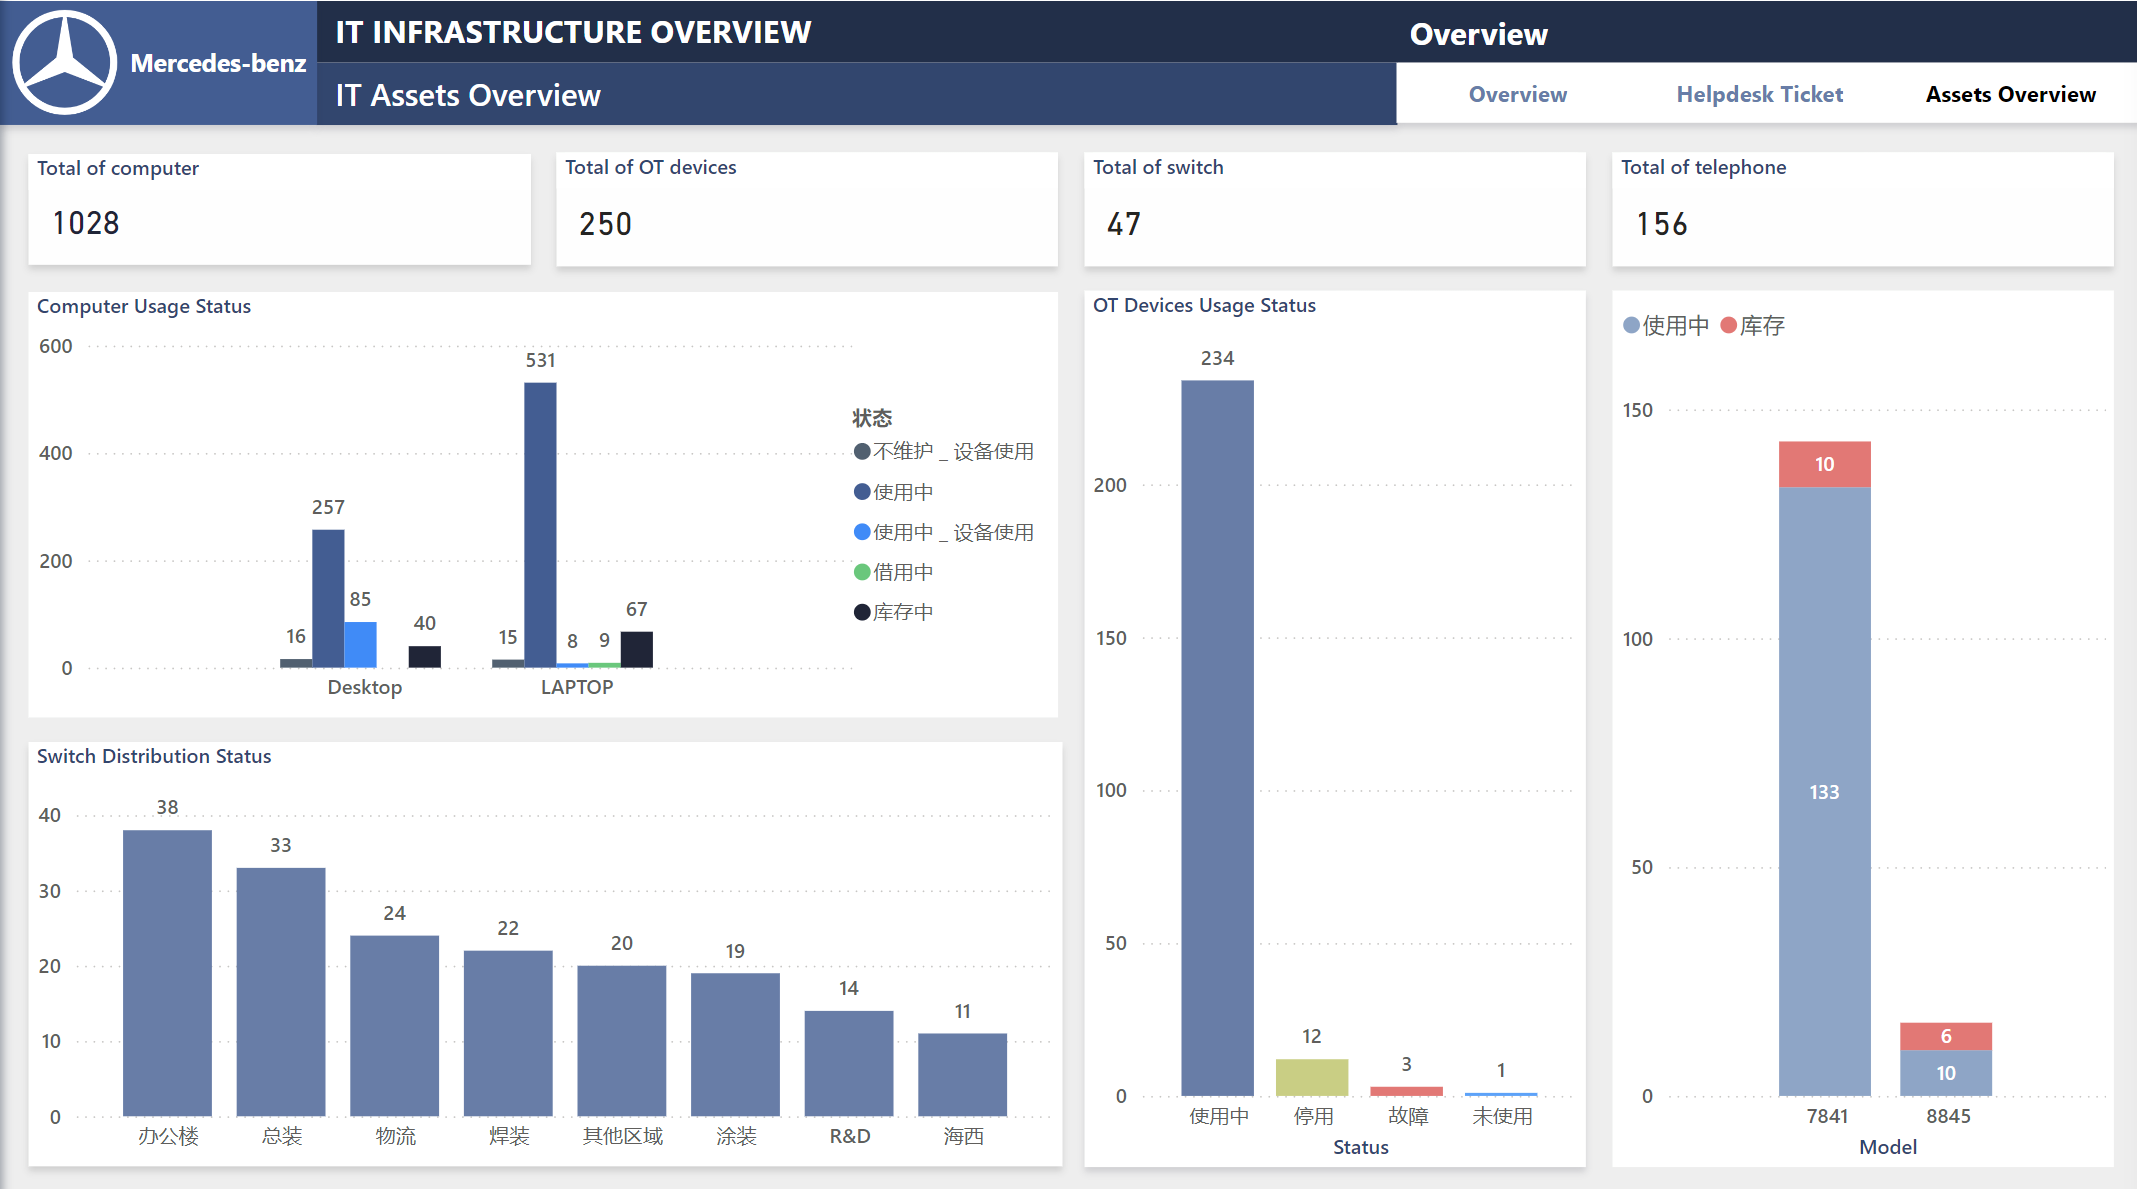 Mercedes-benz
IT INFRASTRUCTURE OVERVIEW
IT Assets Overview
Overview
Overview
Helpdesk Ticket
Assets Overview
Total of computer
1028
Total of OT devices
250
Total of switch
47
Total of telephone
156
Computer Usage Status
600
400
200
0
16
257
85
40
15
531
8
9
67
Desktop
LAPTOP
状态
不维护 _ 设备使用
使用中
使用中 _ 设备使用
借用中
库存中
Switch Distribution Status
40
30
20
10
0
38
33
24
22
20
19
14
11
办公楼
总装
物流
焊装
其他区域
涂装
R&D
海西
OT Devices Usage Status
200
150
100
50
0
234
12
3
1
使用中
停用
故障
未使用
Status
使用中
库存
150
100
50
0
10
133
6
10
7841
8845
Model